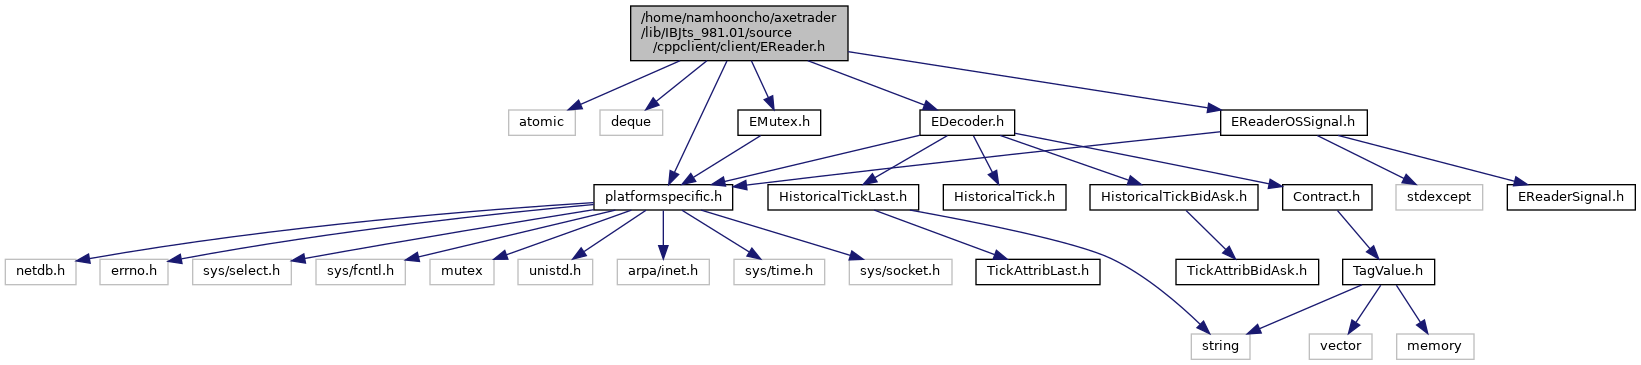 /home/namhooncho/axetrader
/lib/IBJts_981.01/source
/cppclient/client/EReader.h
atomic
deque
EMutex.h
EDecoder.h
EReaderOSSignal.h
platformspecific.h
HistoricalTickLast.h
HistoricalTick.h
HistoricalTickBidAsk.h
Contract.h
stdexcept
EReaderSignal.h
netdb.h
errno.h
sys/select.h
sys/fcntl.h
mutex
unistd.h
arpa/inet.h
sys/time.h
sys/socket.h
TickAttribLast.h
TickAttribBidAsk.h
TagValue.h
string
vector
memory